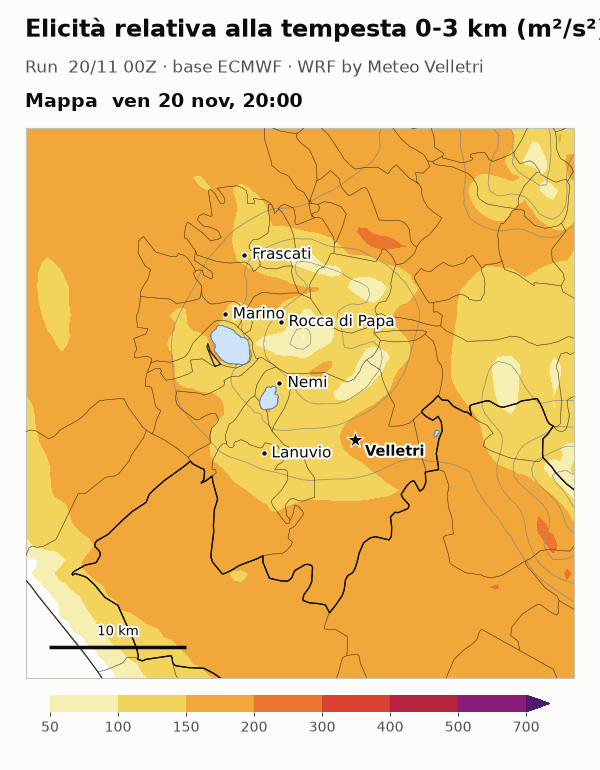 Elicità relativa alla tempesta 0-3 km (m²/s²)
Run  20/11 00Z · base ECMWF · WRF by Meteo Velletri
Mappa  ven 20 nov, 20:00
Frascati
Marino
Rocca di Papa
Nemi
Velletri
Lanuvio
10 km
50 100 150 200 300 400 500 700